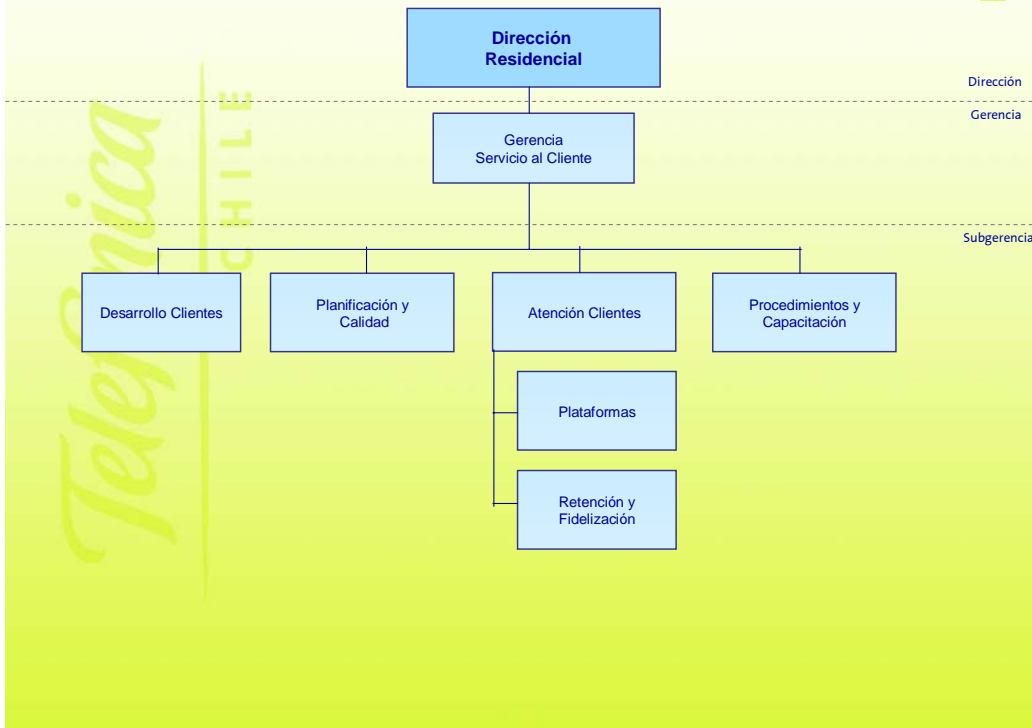 Dirección
Residencial
Dirección
Gerencia
Gerencia
Servicio al Cliente
Subgerencia
Desarrollo Clientes
Planificación y
Calidad
Atención Clientes
Procedimientos y
Capacitación
Plataformas
Retención y
Fidelización
Telefónica
CHILE